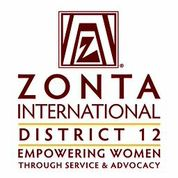 ZONTA
INTERNATIONAL
DISTRICT 12
EMPOWERING WOMEN
THROUGH SERVICE & ADVOCACY